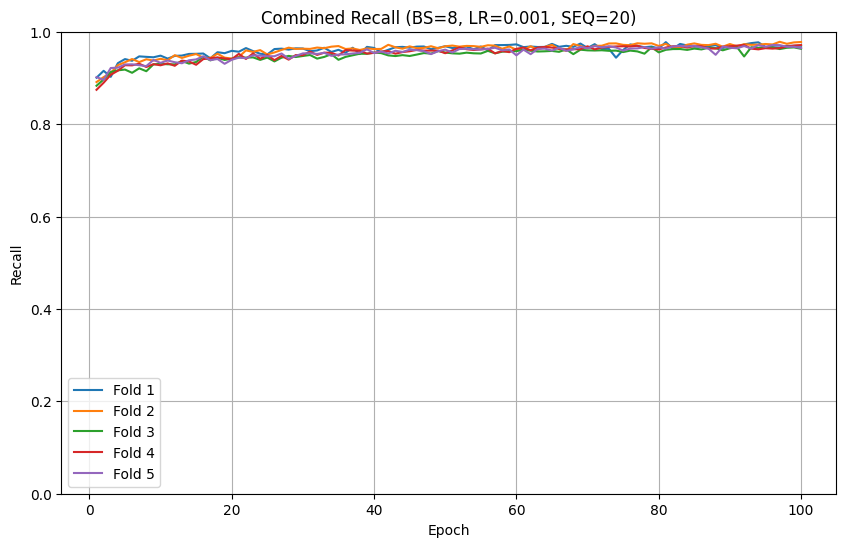 Combined Recall (BS=8, LR=0.001, SEQ=20)
1.0
0.8
0.6
0.4
0.2
0.0
Recall
Fold 1
Fold 2
Fold 3
Fold 4
Fold 5
0 20 40 60 80 100
Epoch